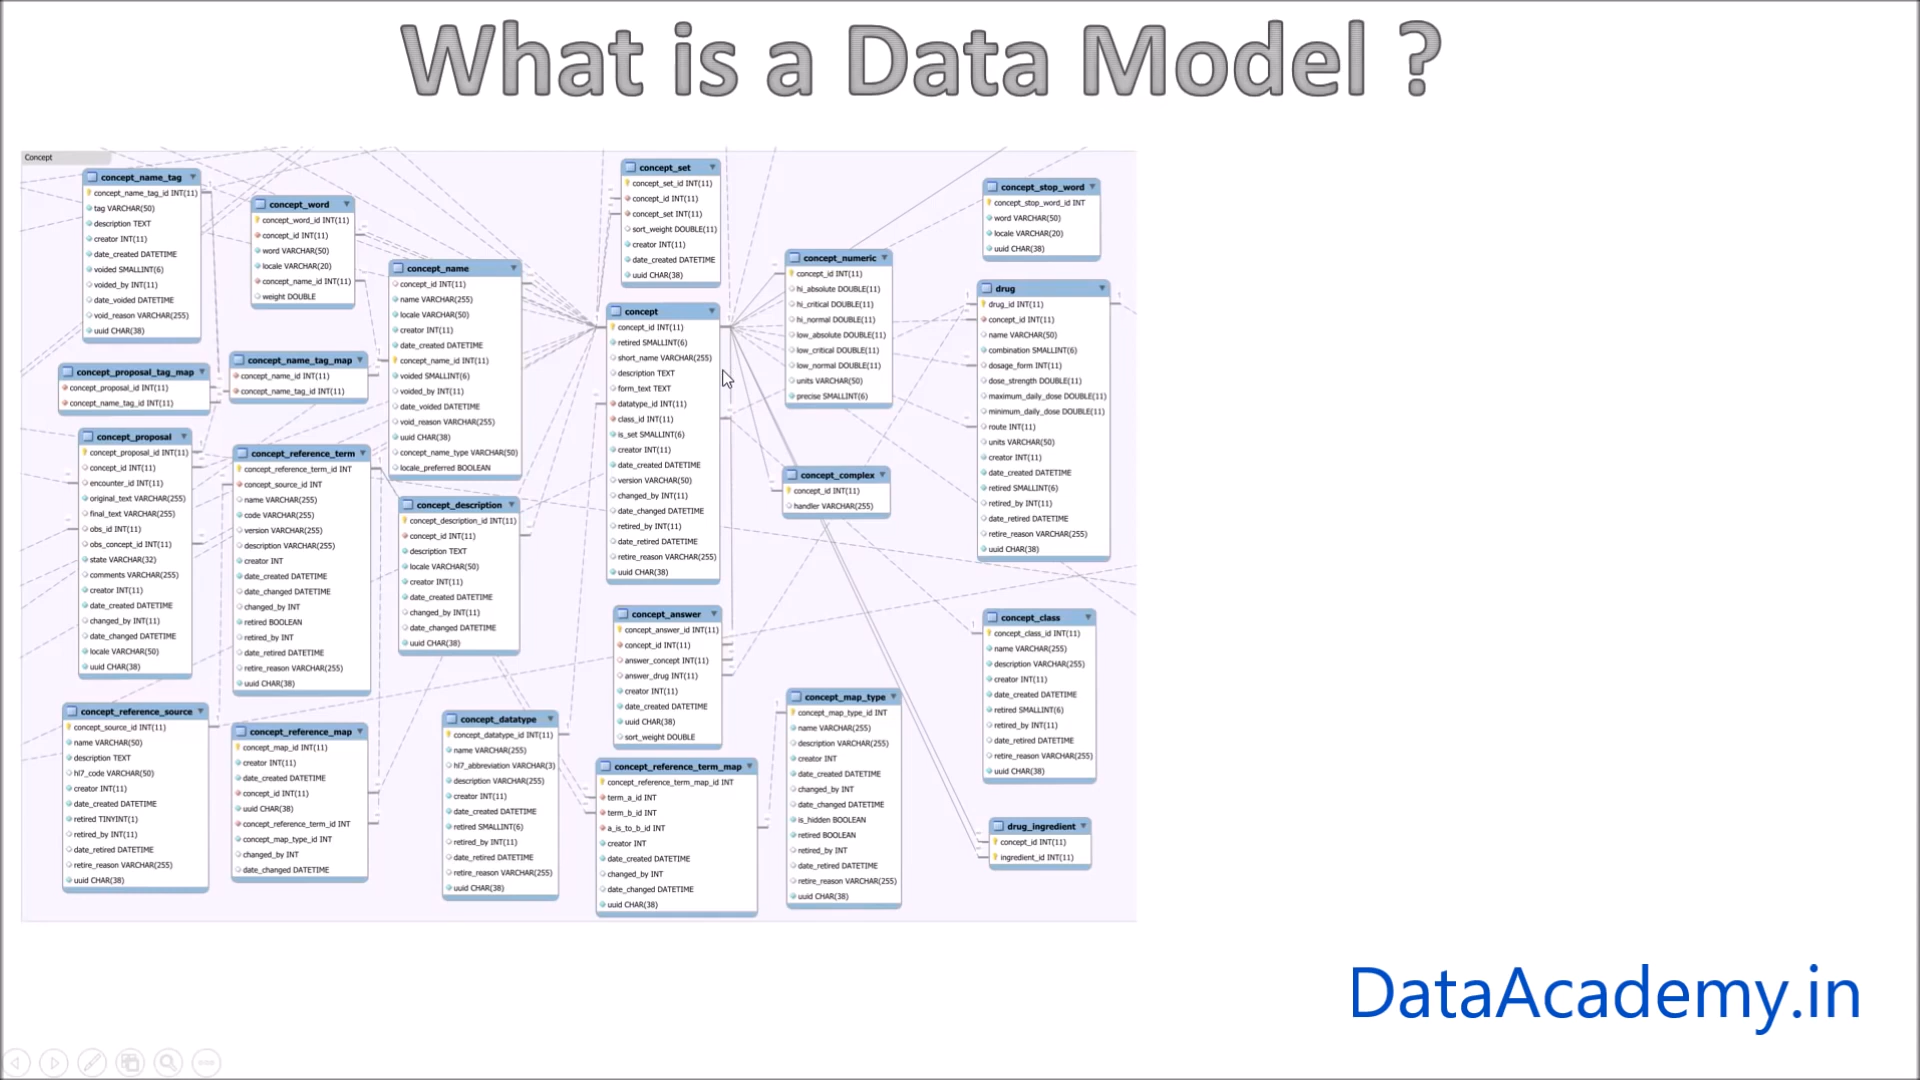 What is a Data Model ?
Concept
concept_name_tag
concept_name_tag_id INT(11)
tag VARCHAR(50)
description TEXT
creator INT(11)
date_created DATETIME
voided SMALLINT(6)
voided_by INT(11)
date_voided DATETIME
void_reason VARCHAR(255)
uuid CHAR(38)
concept_word
concept_word_id INT(11)
concept_id INT(11)
word VARCHAR(50)
locale VARCHAR(20)
concept_name_id INT(11)
weight DOUBLE
concept_name
concept_id INT(11)
name VARCHAR(255)
locale VARCHAR(50)
creator INT(11)
date_created DATETIME
concept_name_id INT(11)
voided SMALLINT(6)
voided_by INT(11)
date_voided DATETIME
void_reason VARCHAR(255)
uuid CHAR(38)
concept_name_type VARCHAR(50)
locale_preferred BOOLEAN
concept_set
concept_set_id INT(11)
concept_id INT(11)
concept_set INT(11)
sort_weight DOUBLE(11)
creator INT(11)
date_created DATETIME
uuid CHAR(38)
concept_stop_word
concept_stop_word_id INT
word VARCHAR(50)
locale VARCHAR(20)
uuid CHAR(38)
concept_numeric
concept_id INT(11)
hi_absolute DOUBLE(11)
hi_critical DOUBLE(11)
hi_normal DOUBLE(11)
low_absolute DOUBLE(11)
low_critical DOUBLE(11)
low_normal DOUBLE(11)
units VARCHAR(50)
precise SMALLINT(6)
drug
drug_id INT(11)
concept_id INT(11)
name VARCHAR(50)
combination SMALLINT(6)
dosage_form INT(11)
dose_strength DOUBLE(11)
maximum_daily_dose DOUBLE(11)
minimum_daily_dose DOUBLE(11)
route INT(11)
units VARCHAR(50)
creator INT(11)
date_created DATETIME
retired SMALLINT(6)
retired_by INT(11)
date_retired DATETIME
retire_reason VARCHAR(255)
uuid CHAR(38)
concept
concept_id INT(11)
retired SMALLINT(6)
short_name VARCHAR(255)
description TEXT
form_text TEXT
datatype_id INT(11)
class_id INT(11)
is_set SMALLINT(6)
creator INT(11)
date_created DATETIME
version VARCHAR(50)
changed_by INT(11)
date_changed DATETIME
retired_by INT(11)
date_retired DATETIME
retire_reason VARCHAR(255)
uuid CHAR(38)
concept_proposal_tag_map
concept_proposal_id INT(11)
concept_name_tag_id INT(11)
concept_name_tag_map
concept_name_id INT(11)
concept_name_tag_id INT(11)
concept_proposal
concept_proposal_id INT(11)
concept_id INT(11)
encounter_id INT(11)
original_text VARCHAR(255)
final_text VARCHAR(255)
obs_id INT(11)
obs_concept_id INT(11)
state VARCHAR(32)
comments VARCHAR(255)
creator INT(11)
date_created DATETIME
changed_by INT(11)
date_changed DATETIME
locale VARCHAR(50)
uuid CHAR(38)
concept_reference_term
concept_reference_term_id INT
concept_source_id INT(11)
name VARCHAR(255)
code VARCHAR(255)
version VARCHAR(255)
description VARCHAR(255)
creator INT
date_created DATETIME
date_changed DATETIME
changed_by INT
retired BOOLEAN
retired_by INT
date_retired DATETIME
retire_reason VARCHAR(255)
uuid CHAR(38)
concept_description
concept_description_id INT(11)
concept_id INT(11)
description TEXT
locale VARCHAR(50)
creator INT(11)
date_created DATETIME
changed_by INT(11)
date_changed DATETIME
uuid CHAR(38)
concept_complex
concept_id INT(11)
handler VARCHAR(255)
concept_answer
concept_answer_id INT(11)
concept_id INT(11)
answer_concept INT(11)
answer_drug INT(11)
creator INT(11)
date_created DATETIME
uuid CHAR(38)
sort_weight DOUBLE
concept_class
concept_class_id INT(11)
name VARCHAR(255)
description VARCHAR(255)
creator INT(11)
date_created DATETIME
retired SMALLINT(6)
retired_by INT(11)
date_retired DATETIME
retire_reason VARCHAR(255)
uuid CHAR(38)
concept_reference_source
concept_source_id INT(11)
name VARCHAR(50)
description TEXT
hl7_code VARCHAR(50)
creator INT(11)
date_created DATETIME
retired TINYINT(1)
retired_by INT(11)
date_retired DATETIME
retire_reason VARCHAR(255)
uuid CHAR(38)
concept_reference_map
concept_map_id INT(11)
creator INT(11)
date_created DATETIME
concept_id INT(11)
uuid CHAR(38)
concept_reference_term_id INT
concept_map_type_id INT
changed_by INT
date_changed DATETIME
concept_datatype
concept_datatype_id INT(11)
name VARCHAR(255)
hl7_abbreviation VARCHAR(3)
description VARCHAR(255)
creator INT(11)
date_created DATETIME
retired SMALLINT(6)
retired_by INT(11)
date_retired DATETIME
retire_reason VARCHAR(255)
uuid CHAR(38)
concept_reference_term_map
concept_reference_term_map_id INT
term_a_id INT
term_b_id INT
a_is_to_b_id INT
creator INT
date_created DATETIME
changed_by INT
date_changed DATETIME
uuid CHAR(38)
concept_map_type
concept_map_type_id INT
name VARCHAR(255)
description VARCHAR(255)
creator INT
date_created DATETIME
changed_by INT
date_changed DATETIME
is_hidden BOOLEAN
retired BOOLEAN
retired_by INT
date_retired DATETIME
retire_reason VARCHAR(255)
uuid CHAR(38)
drug_ingredient
concept_id INT(11)
ingredient_id INT(11)
DataAcademy.in